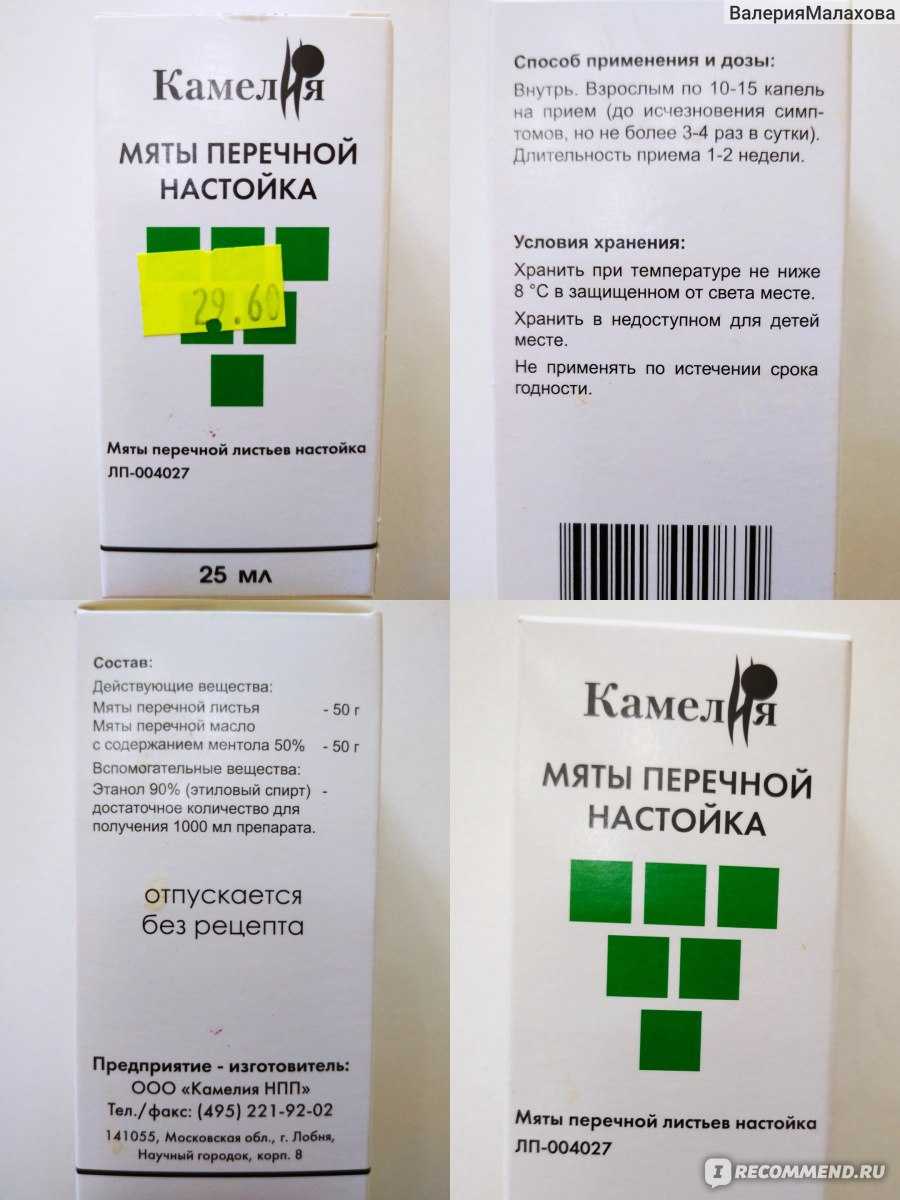 ВалерияМалахова
Камелия
МЯТЫ ПЕРЕЧНОЙ
НАСТОЙКА
29.60
Мяты перечной листьев настойка
ЛП-004027
25 мл
Способ применения и дозы:
Внутрь. Взрослым по 10-15 капель
на прием (до исчезновения симп-
томов, но не более 3-4 раз в сутки).
Длительность приема 1-2 недели.
Условия хранения:
Хранить при температуре не ниже
8 °С в защищенном от света месте.
Хранить в недоступном для детей
месте.
Не применять по истечении срока
годности.
Состав:
Действующие вещества:
Мяты перечной листья - 50 г
Мяты перечной масло
с содержанием ментола 50% - 50 г
Вспомогательные вещества:
Этанол 90% (этиловый спирт) -
достаточное количество для
получения 1000 мл препарата.
отпускается
без рецепта
Предприятие - изготовитель:
ООО «Камелия НПП»
Тел./факс: (495) 221-92-02
141055, Московская обл., г. Лобня,
Научный городок, корп. 8
Камелия
МЯТЫ ПЕРЕЧНОЙ
НАСТОЙКА
Мяты перечной листьев настойка
ЛП-004027
IRECOMMEND.RU